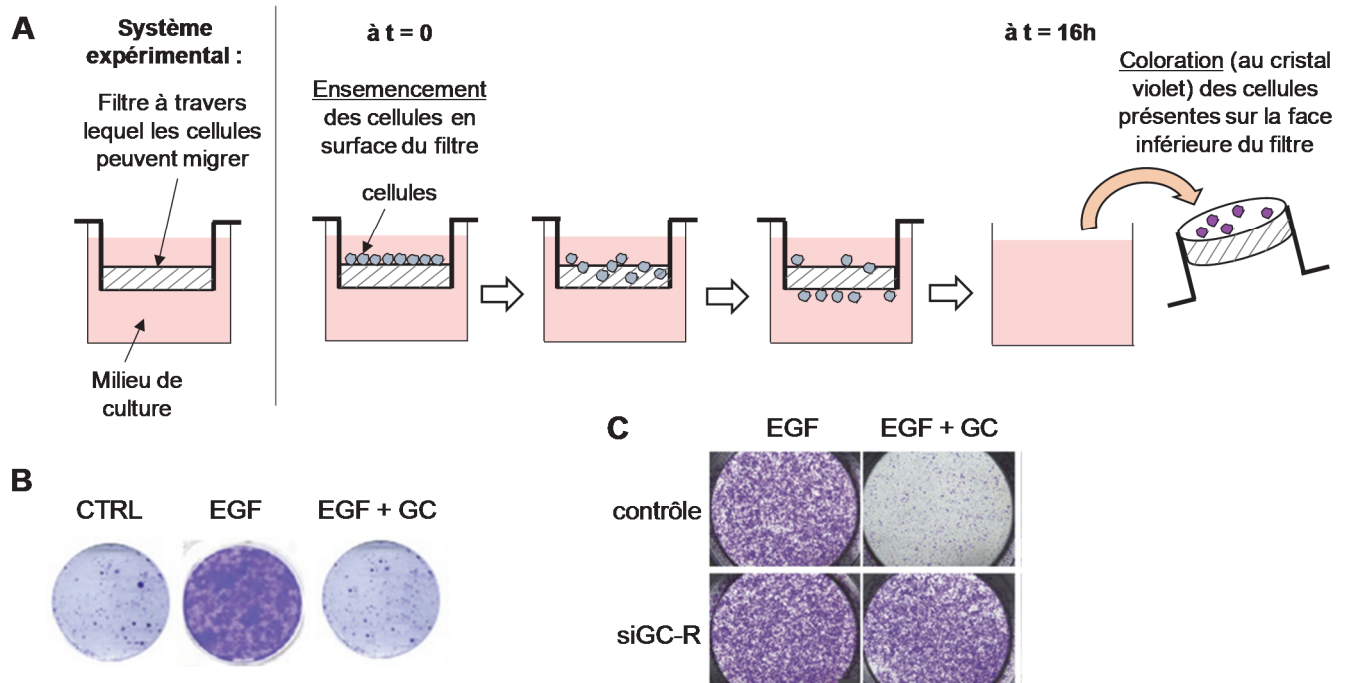 A
Système
expérimental :
Filtre à travers
lequel les cellules
peuvent migrer
Milieu de
culture
à t = 0
Ensemencement
des cellules en
surface du filtre
cellules
à t = 16h
Coloration (au cristal
violet) des cellules
présentes sur la face
inférieure du filtre
B
CTRL EGF EGF + GC
C
EGF EGF + GC
contrôle
siGC-R